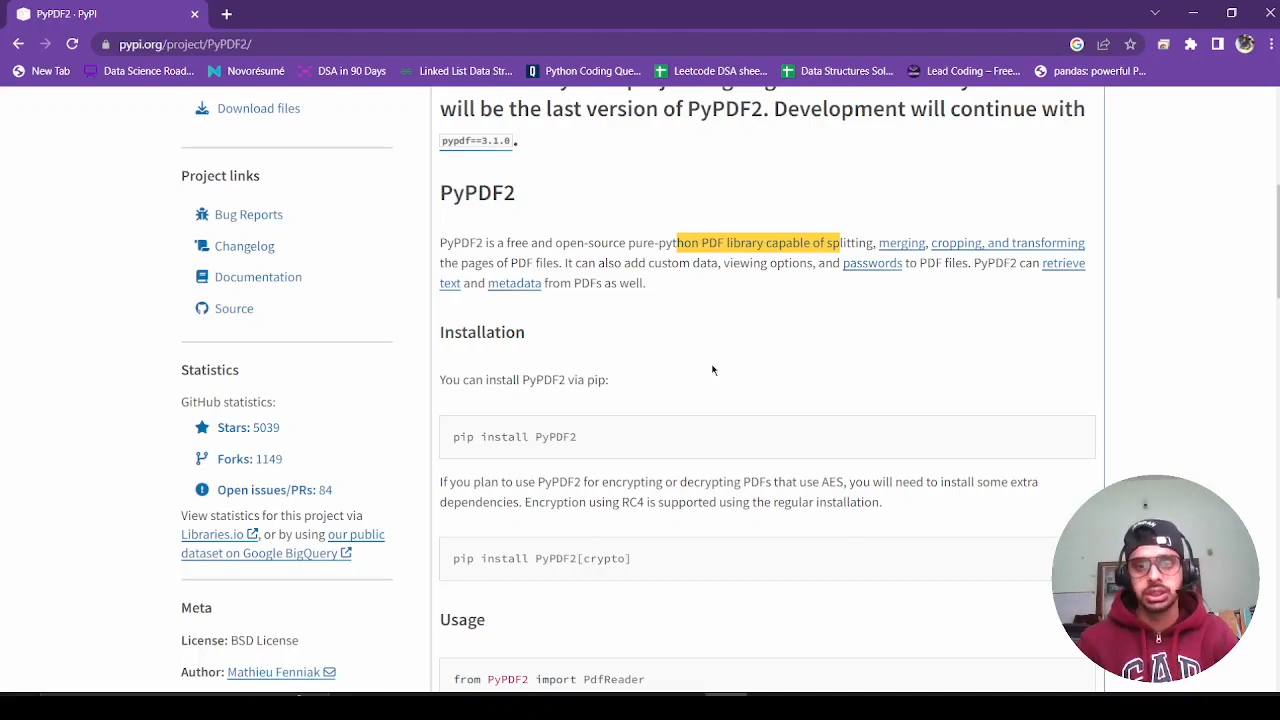 PyPDF2 · PyPI
pypi.org/project/PyPDF2/
New Tab
Data Science Road...
Novorésumé
DSA in 90 Days
Linked List Data Str...
Python Coding Que...
Leetcode DSA shee...
Data Structures Sol...
Lead Coding – Free...
pandas: powerful P...
Download files
Project links
Bug Reports
Changelog
Documentation
Source
Statistics
GitHub statistics:
Stars: 5039
Forks: 1149
Open issues/PRs: 84
View statistics for this project via
Libraries.io, or by using our public
dataset on Google BigQuery
Meta
License: BSD License
Author: Mathieu Fenniak
will be the last version of PyPDF2. Development will continue with
pypdf==3.1.0.
PyPDF2
PyPDF2 is a free and open-source pure-python PDF library capable of splitting, merging, cropping, and transforming
the pages of PDF files. It can also add custom data, viewing options, and passwords to PDF files. PyPDF2 can retrieve
text and metadata from PDFs as well.
Installation
You can install PyPDF2 via pip:
pip install PyPDF2
If you plan to use PyPDF2 for encrypting or decrypting PDFs that use AES, you will need to install some extra
dependencies. Encryption using RC4 is supported using the regular installation.
pip install PyPDF2[crypto]
Usage
from PyPDF2 import PdfReader